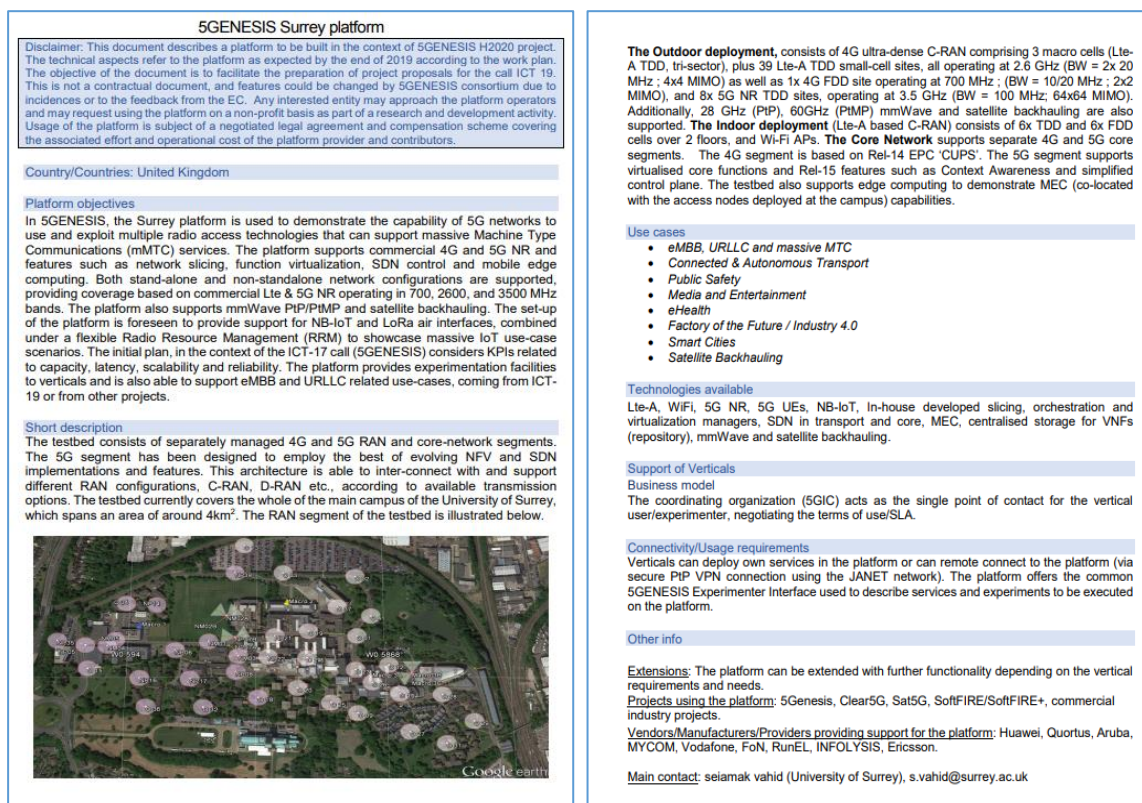 5GENESIS Surrey platform
Disclaimer: This document describes a platform to be built in the context of 5GENESIS H2020 project.
The technical aspects refer to the platform as expected by the end of 2019 according to the work plan.
The objective of the document is to facilitate the preparation of project proposals for the call ICT 19.
This is not a contractual document, and features could be changed by 5GENESIS consortium due to
incidences or to the feedback from the EC. Any interested entity may approach the platform operators
and may request using the platform on a non-profit basis as part of a research and development activity.
Usage of the platform is subject of a negotiated legal agreement and compensation scheme covering
the associated effort and operational cost of the platform provider and contributors.
Country/Countries: United Kingdom
Platform objectives
In 5GENESIS, the Surrey platform is used to demonstrate the capability of 5G networks to
use and exploit multiple radio access technologies that can support massive Machine Type
Communications (mMTC) services. The platform supports commercial 4G and 5G NR and
features such as network slicing, function virtualization, SDN control and mobile edge
computing. Both stand-alone and non-standalone network configurations are supported,
providing coverage based on commercial Lte & 5G NR operating in 700, 2600, and 3500 MHz
bands. The platform also supports mmWave PtP/PtMP and satellite backhauling. The set-up
of the platform is foreseen to provide support for NB-IoT and LoRa air interfaces, combined
under a flexible Radio Resource Management (RRM) to showcase massive IoT use-case
scenarios. The initial plan, in the context of the ICT-17 call (5GENESIS) considers KPIs related
to capacity, latency, scalability and reliability. The platform provides experimentation facilities
to verticals and is also able to support eMBB and URLLC related use-cases, coming from ICT-
19 or from other projects.
Short description
The testbed consists of separately managed 4G and 5G RAN and core-network segments.
The 5G segment has been designed to employ the best of evolving NFV and SDN
implementations and features. This architecture is able to inter-connect with and support
different RAN configurations, C-RAN, D-RAN etc., according to available transmission
options. The testbed currently covers the whole of the main campus of the University of Surrey,
which spans an area of around 4km2. The RAN segment of the testbed is illustrated below.
W0 594
W0 5868
Google earth
The Outdoor deployment, consists of 4G ultra-dense C-RAN comprising 3 macro cells (Lte-
A TDD, tri-sector), plus 39 Lte-A TDD small-cell sites, all operating at 2.6 GHz (BW = 2x 20
MHz ; 4x4 MIMO) as well as 1x 4G FDD site operating at 700 MHz ; (BW = 10/20 MHz ; 2x2
MIMO), and 8x 5G NR TDD sites, operating at 3.5 GHz (BW = 100 MHz; 64x64 MIMO).
Additionally, 28 GHz (PtP), 60GHz (PtMP) mmWave and satellite backhauling are also
supported. The Indoor deployment (Lte-A based C-RAN) consists of 6x TDD and 6x FDD
cells over 2 floors, and Wi-Fi APs. The Core Network supports separate 4G and 5G core
segments. The 4G segment is based on Rel-14 EPC ‘CUPS’. The 5G segment supports
virtualised core functions and Rel-15 features such as Context Awareness and simplified
control plane. The testbed also supports edge computing to demonstrate MEC (co-located
with the access nodes deployed at the campus) capabilities.
Use cases
• eMBB, URLLC and massive MTC
• Connected & Autonomous Transport
• Public Safety
• Media and Entertainment
• eHealth
• Factory of the Future / Industry 4.0
• Smart Cities
• Satellite Backhauling
Technologies available
Lte-A, WiFi, 5G NR, 5G UEs, NB-IoT, In-house developed slicing, orchestration and
virtualization managers, SDN in transport and core, MEC, centralised storage for VNFs
(repository), mmWave and satellite backhauling.
Support of Verticals
Business model
The coordinating organization (5GIC) acts as the single point of contact for the vertical
user/experimenter, negotiating the terms of use/SLA.
Connectivity/Usage requirements
Verticals can deploy own services in the platform or can remote connect to the platform (via
secure PtP VPN connection using the JANET network). The platform offers the common
5GENESIS Experimenter Interface used to describe services and experiments to be executed
on the platform.
Other info
Extensions: The platform can be extended with further functionality depending on the vertical
requirements and needs.
Projects using the platform: 5Genesis, Clear5G, Sat5G, SoftFIRE/SoftFIRE+, commercial
industry projects.
Vendors/Manufacturers/Providers providing support for the platform: Huawei, Quortus, Aruba,
MYCOM, Vodafone, FoN, RunEL, INFOLYSIS, Ericsson.
Main contact: seiamak vahid (University of Surrey), s.vahid@surrey.ac.uk